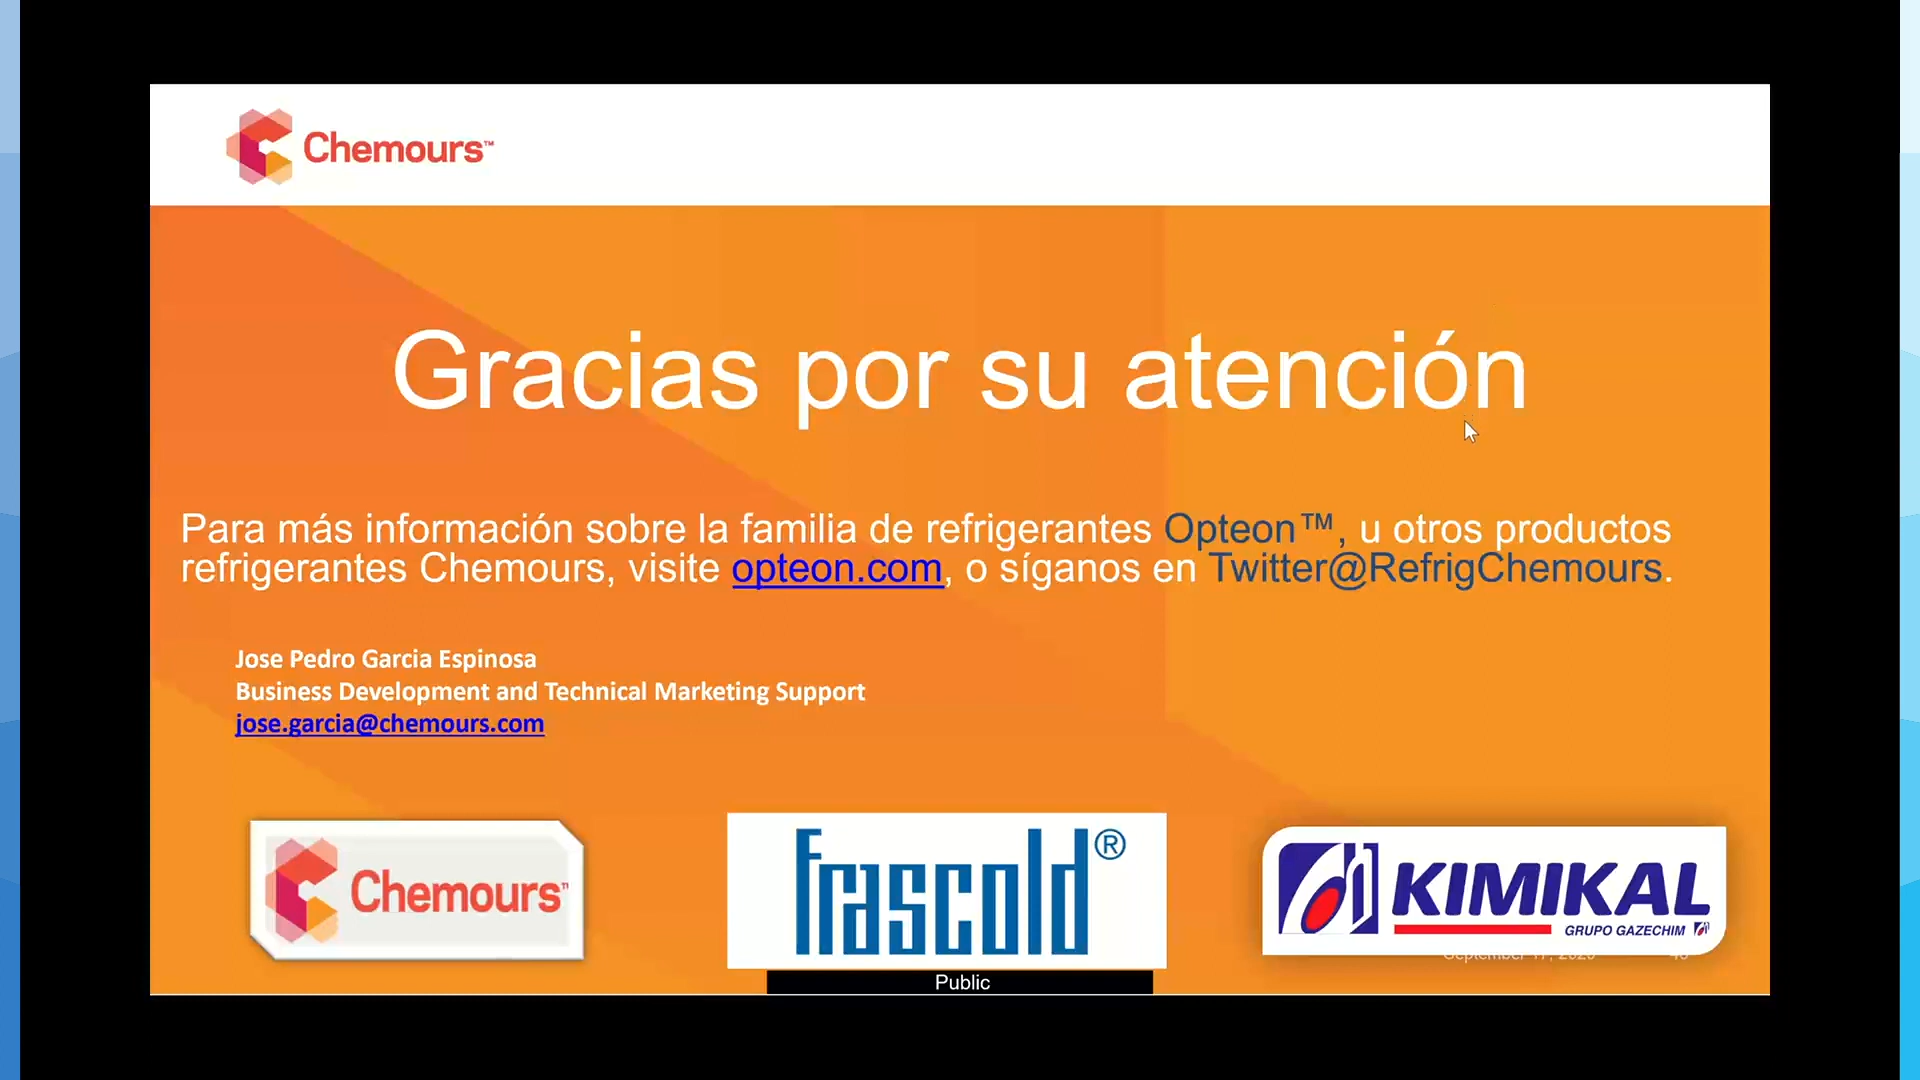 Chemours™
Gracias por su atención
Para más información sobre la familia de refrigerantes Opteon™, u otros productos
refrigerantes Chemours, visite opteon.com, o síganos en Twitter@RefrigChemours.
Jose Pedro Garcia Espinosa
Business Development and Technical Marketing Support
jose.garcia@chemours.com
Chemours™
frascold®
KIMIKAL
GRUPO GAZECHIM
Public